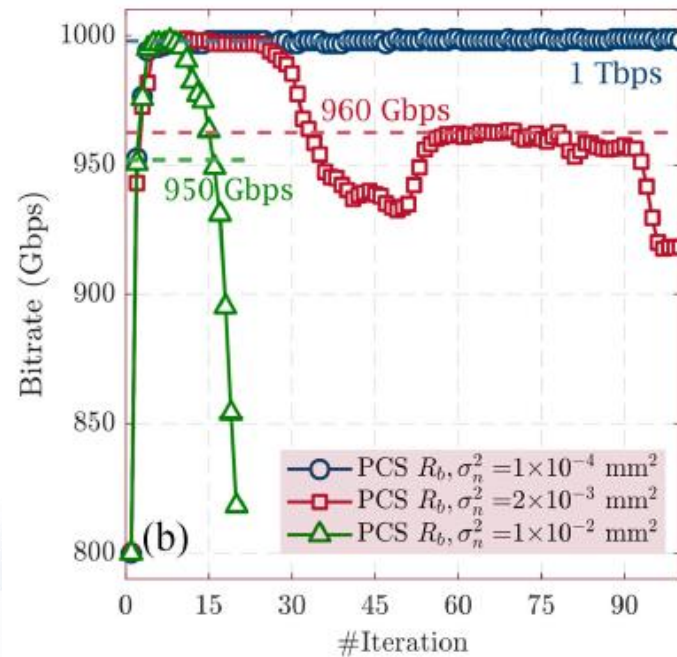 1000
950
900
850
800
Bitrate (Gbps)
1 Tbps
960 Gbps
950 Gbps
PCS R_b, σ_n^2 =1×10^{-4} mm^2
PCS R_b, σ_n^2 =2×10^{-3} mm^2
PCS R_b, σ_n^2 =1×10^{-2} mm^2
(b)
0 15 30 45 60 75 90
#Iteration